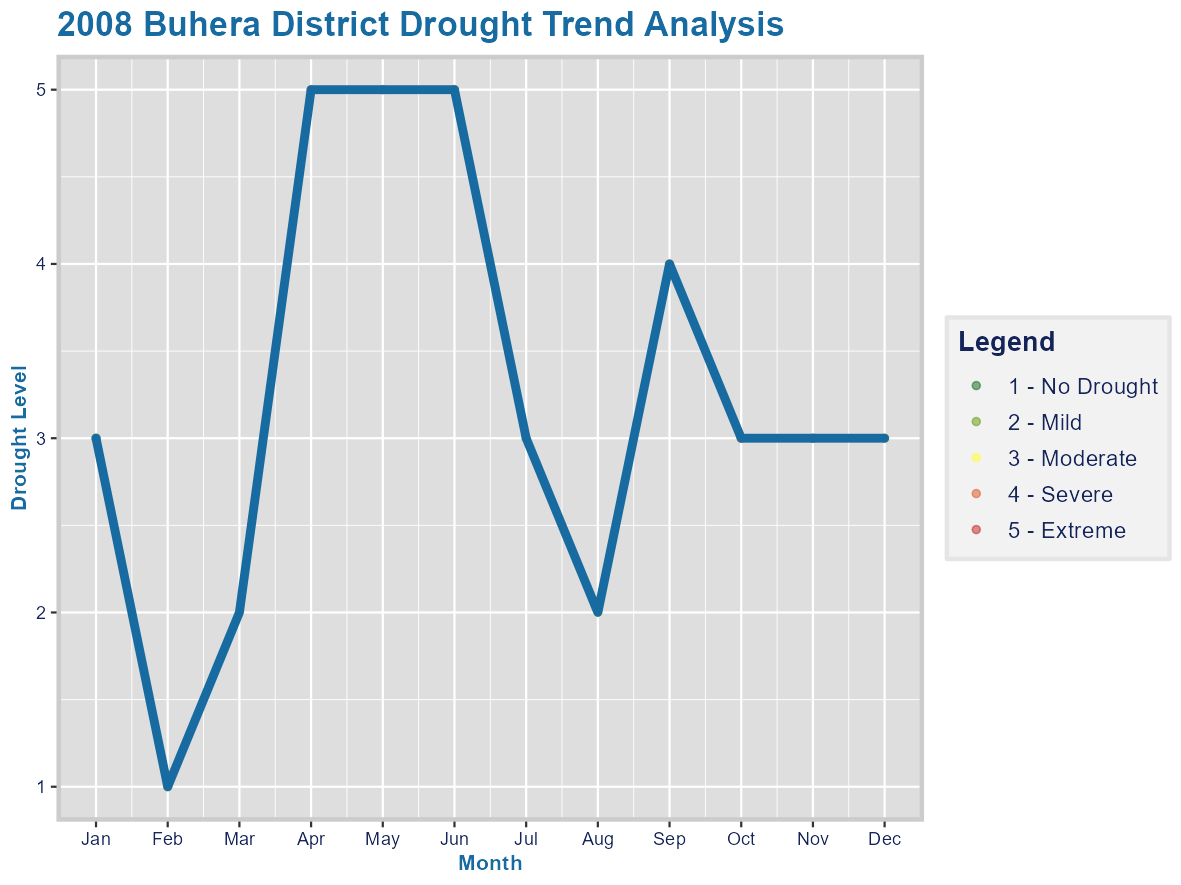 2008 Buhera District Drought Trend Analysis
5
4
3
2
1
Drought Level
Jan Feb Mar Apr May Jun Jul Aug Sep Oct Nov Dec
Month
Legend
1 - No Drought
2 - Mild
3 - Moderate
4 - Severe
5 - Extreme